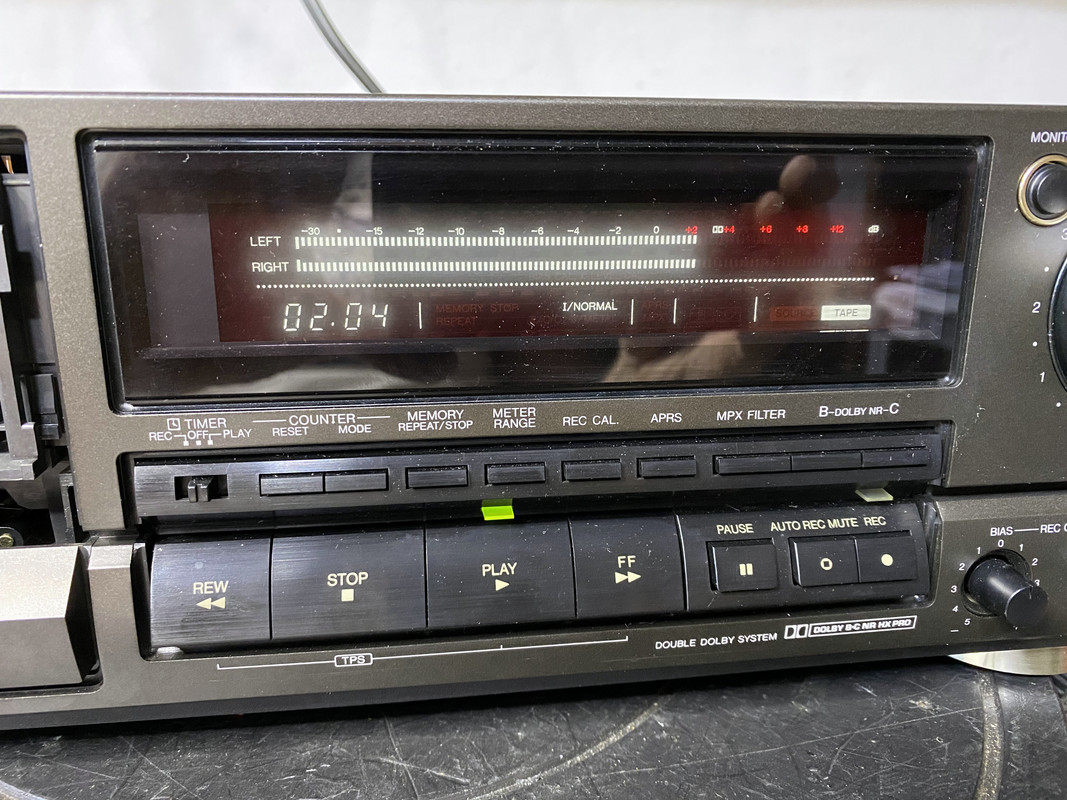 MONIT
-30 • -15 -12 -10 -8 -6 -4 -2 0 +2 +4 +6 +8 +12 dB
LEFT
RIGHT
02.04
MEMORY STOP
REPEAT
I/NORMAL
TAPE
3
2
1
TIMER
REC OFF PLAY
COUNTER
RESET MODE
MEMORY
REPEAT/STOP
METER
RANGE
REC CAL.
APRS
MPX FILTER
B-DOLBY NR-C
REW
STOP
PLAY
FF
PAUSE
AUTO REC MUTE
REC
BIAS REC C
0
1 1
2 2
3 3
4
5
TPS
DOUBLE DOLBY SYSTEM
DOLBY B-C NR HX PRO